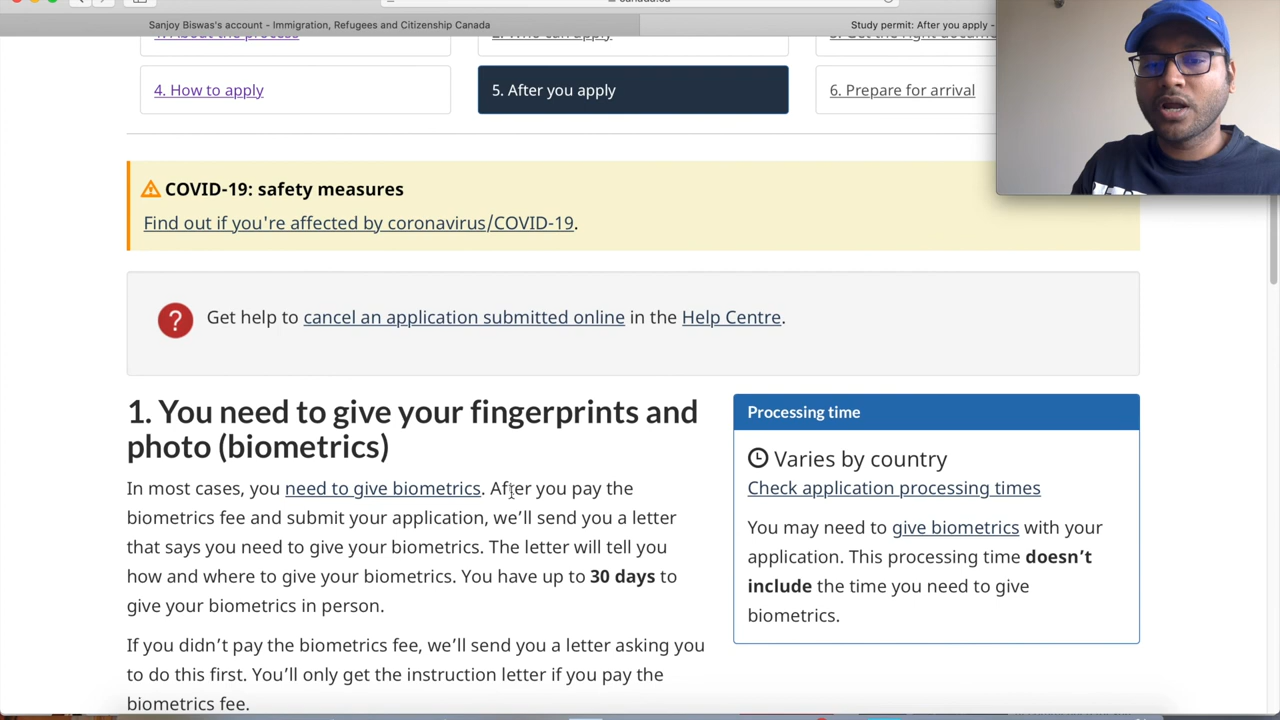 canada.ca
Sanjoy Biswas's account - Immigration, Refugees and Citizenship Canada
Study permit: After you apply -
1. About the process
2. Who can apply
3. Get the right docume
4. How to apply
5. After you apply
6. Prepare for arrival
COVID-19: safety measures
Find out if you're affected by coronavirus/COVID-19.
? Get help to cancel an application submitted online in the Help Centre.
1. You need to give your fingerprints and
photo (biometrics)
In most cases, you need to give biometrics. After you pay the
biometrics fee and submit your application, we’ll send you a letter
that says you need to give your biometrics. The letter will tell you
how and where to give your biometrics. You have up to 30 days to
give your biometrics in person.
If you didn’t pay the biometrics fee, we’ll send you a letter asking you
to do this first. You’ll only get the instruction letter if you pay the
biometrics fee.
Processing time
Varies by country
Check application processing times
You may need to give biometrics with your
application. This processing time doesn’t
include the time you need to give
biometrics.